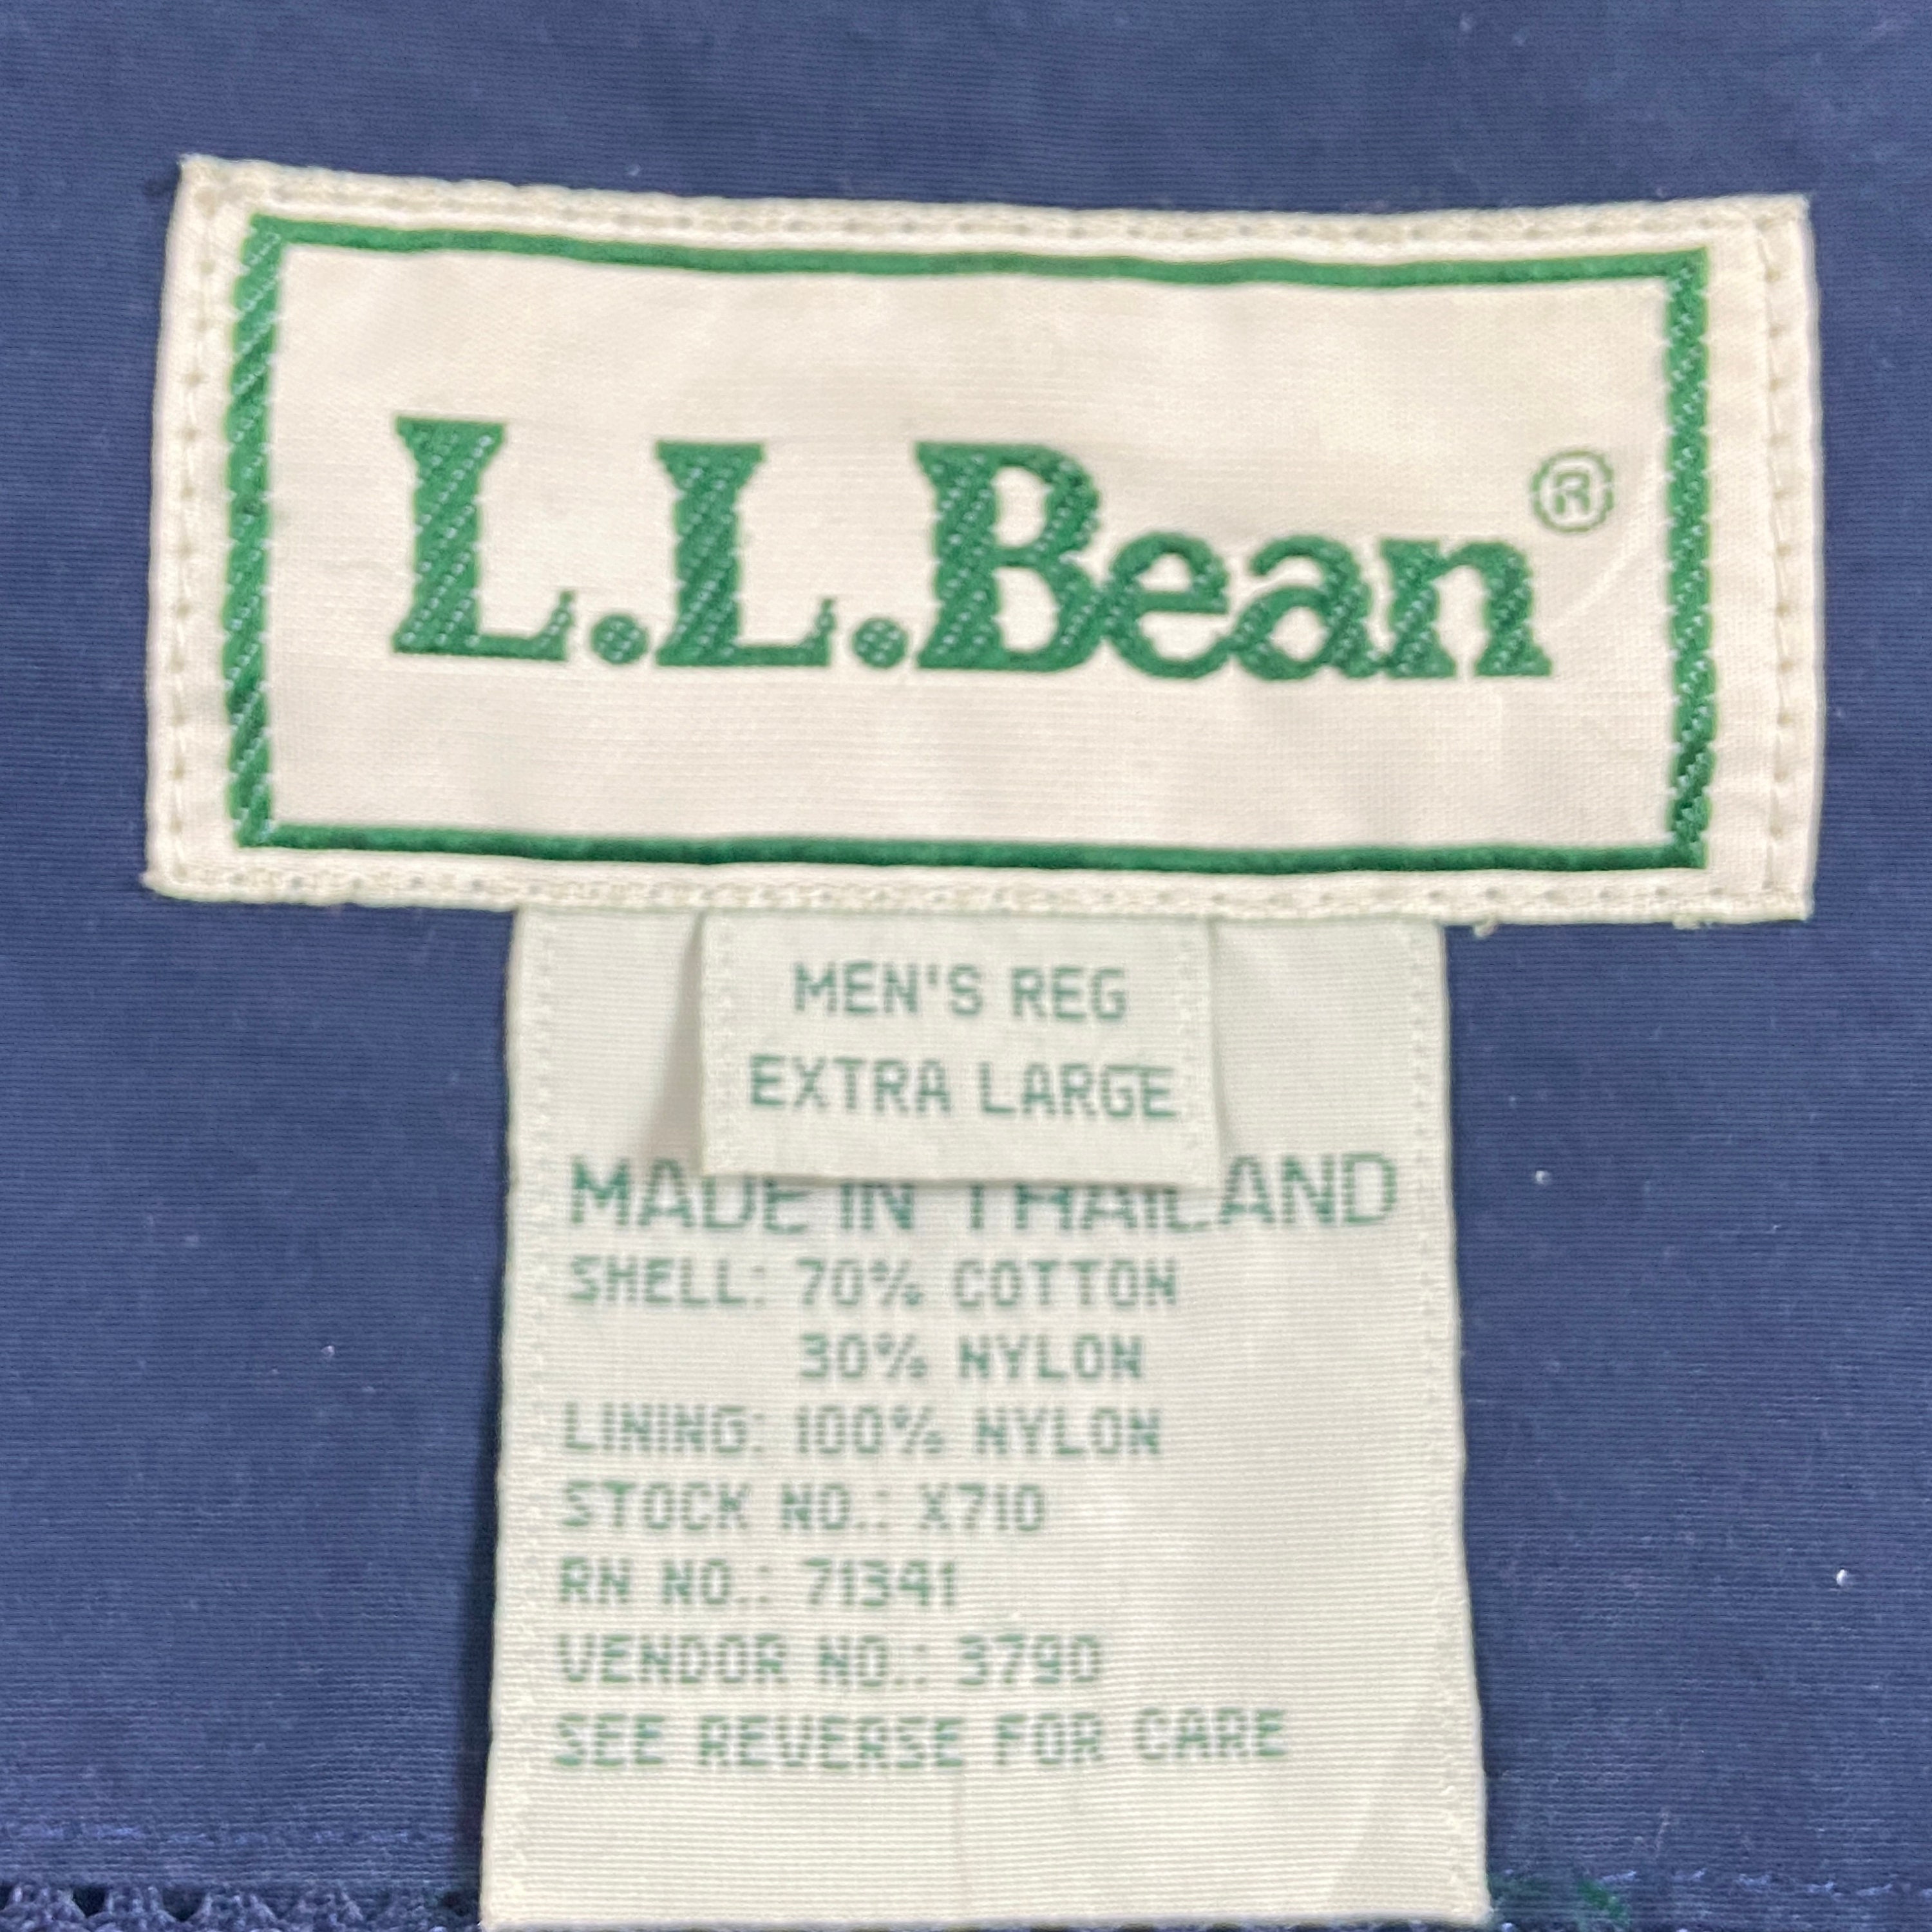 L.L.Bean®
MEN'S REG
EXTRA LARGE
MADE IN THAILAND
SHELL: 70% COTTON
30% NYLON
LINING: 100% NYLON
STOCK NO.: X710
RN NO.: 71341
VENDOR NO.: 3790
SEE REVERSE FOR CARE